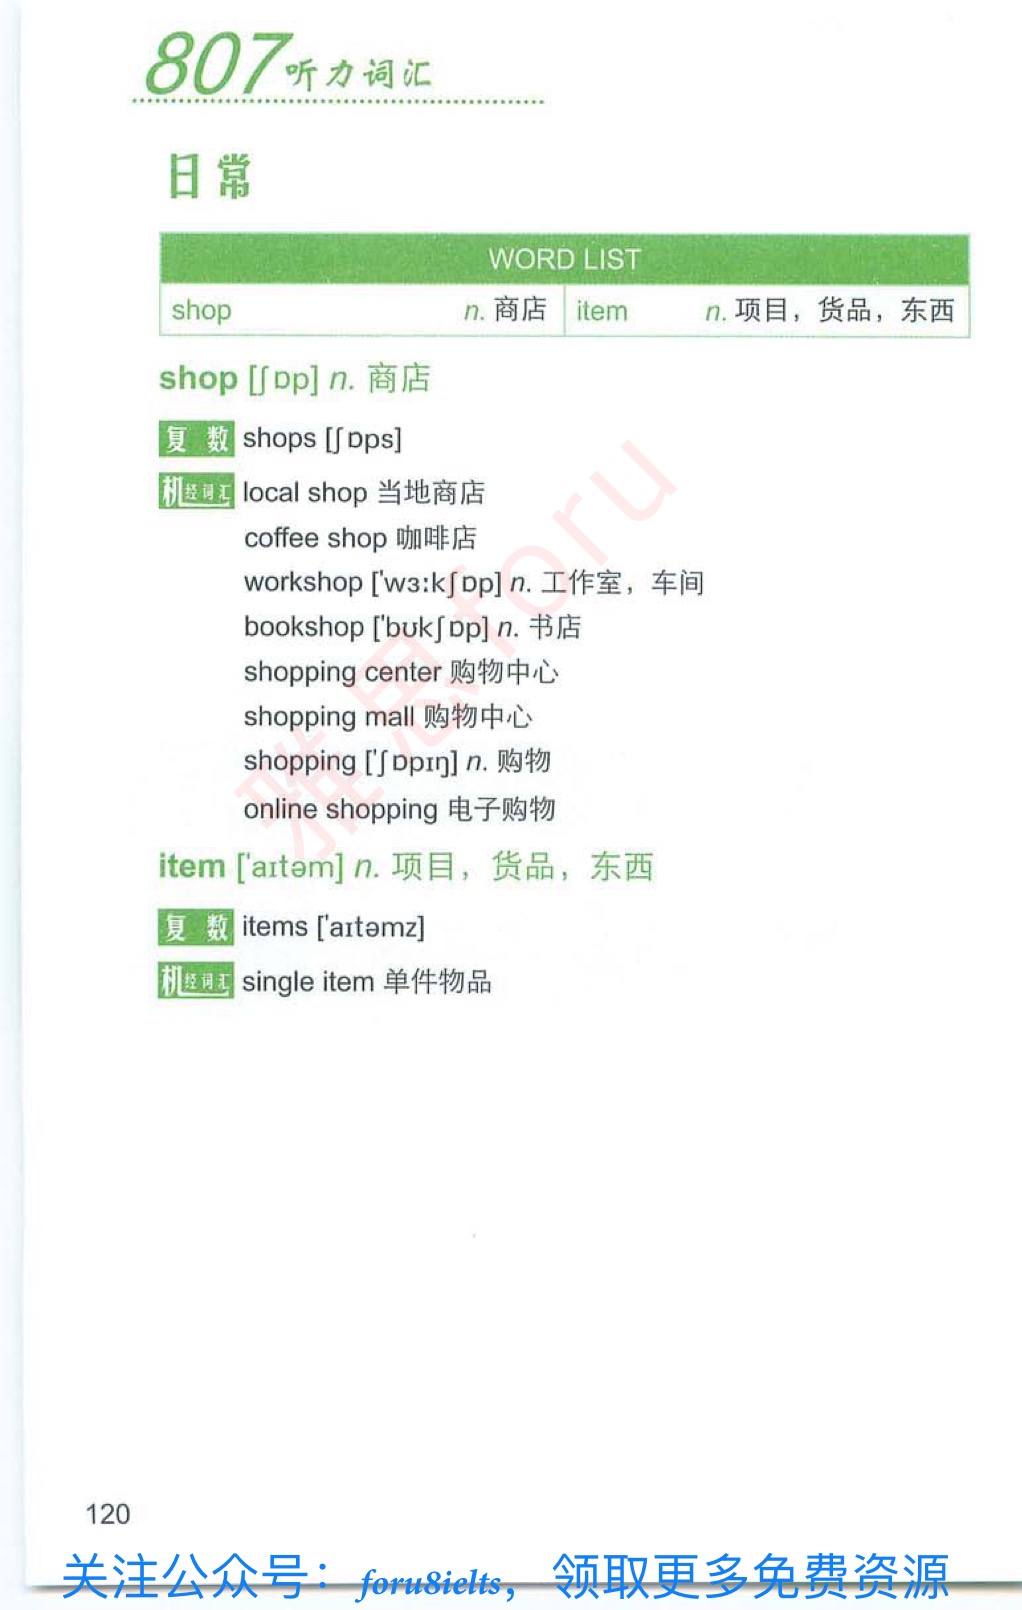 807听力词汇
日常
WORD LIST
shop n. 商店 item n. 项目，货品，东西
shop [ʃɒp] n. 商店
复数 shops [ʃɒps]
机经词汇 local shop 当地商店
coffee shop 咖啡店
workshop ['wɜːkʃɒp] n. 工作室，车间
bookshop ['bʊkʃɒp] n. 书店
shopping center 购物中心
shopping mall 购物中心
shopping ['ʃɒpɪŋ] n. 购物
online shopping 电子购物
item ['aɪtəm] n. 项目，货品，东西
复数 items ['aɪtəmz]
机经词汇 single item 单件物品
雅思foru
120
关注公众号：foru8ielts，领取更多免费资源